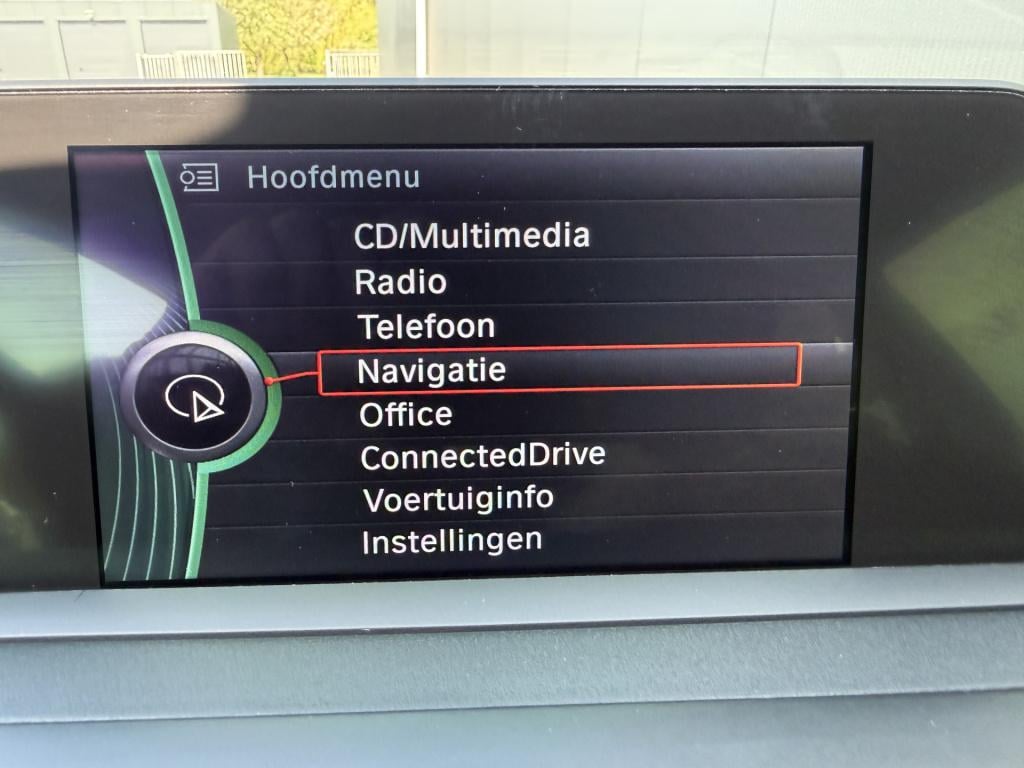 Hoofdmenu
CD/Multimedia
Radio
Telefoon
Navigatie
Office
ConnectedDrive
Voertuiginfo
Instellingen